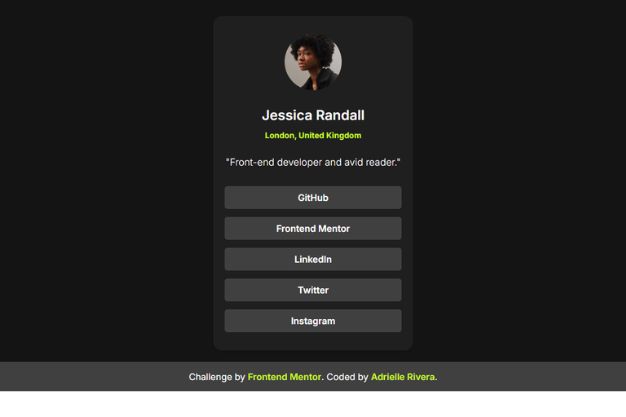 Jessica Randall
London, United Kingdom
"Front-end developer and avid reader."
GitHub
Frontend Mentor
LinkedIn
Twitter
Instagram
Challenge by Frontend Mentor. Coded by Adrielle Rivera.